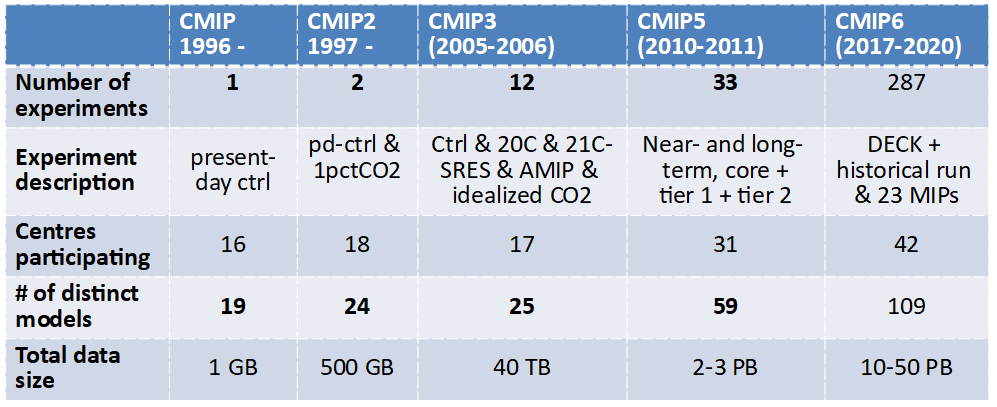 CMIP 1996 -
CMIP2 1997 -
CMIP3 (2005-2006)
CMIP5 (2010-2011)
CMIP6 (2017-2020)
Number of experiments
1
2
12
33
287
Experiment description
present-day ctrl
pd-ctrl & 1pctCO2
Ctrl & 20C & 21C-SRES & AMIP & idealized CO2
Near- and long-term, core + tier 1 + tier 2
DECK + historical run & 23 MIPs
Centres participating
16
18
17
31
42
# of distinct models
19
24
25
59
109
Total data size
1 GB
500 GB
40 TB
2-3 PB
10-50 PB